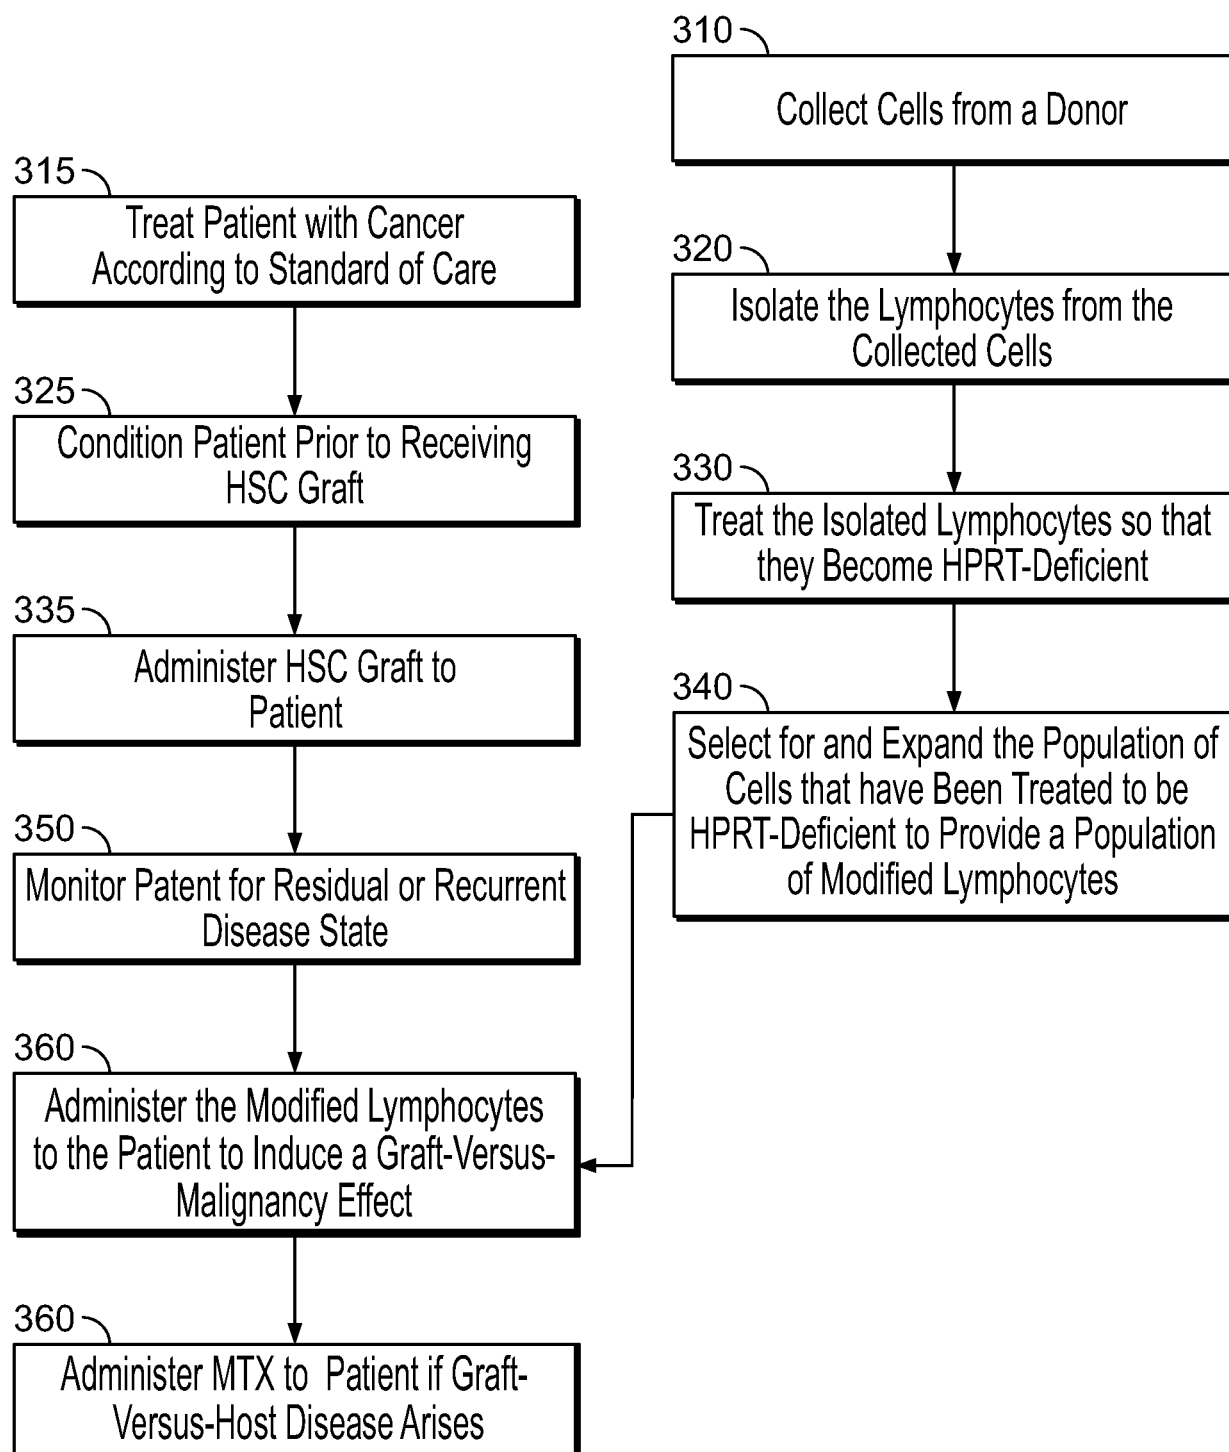 310
Collect Cells from a Donor
315
Treat Patient with Cancer
According to Standard of Care
320
Isolate the Lymphocytes from the
Collected Cells
325
Condition Patient Prior to Receiving
HSC Graft
330
Treat the Isolated Lymphocytes so that
they Become HPRT-Deficient
335
Administer HSC Graft to
Patient
340
Select for and Expand the Population of
Cells that have Been Treated to be
HPRT-Deficient to Provide a Population
of Modified Lymphocytes
350
Monitor Patent for Residual or Recurrent
Disease State
360
Administer the Modified Lymphocytes
to the Patient to Induce a Graft-Versus-
Malignancy Effect
360
Administer MTX to Patient if Graft-
Versus-Host Disease Arises